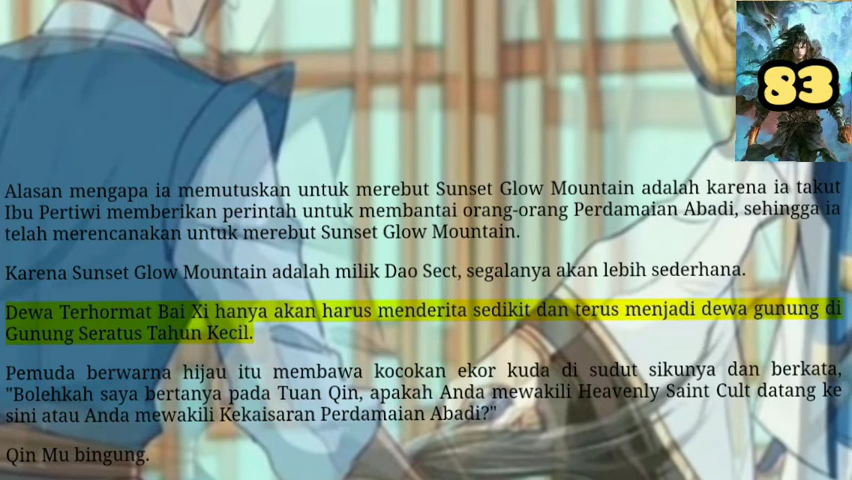 83
Alasan mengapa ia memutuskan untuk merebut Sunset Glow Mountain adalah karena ia takut
Ibu Pertiwi memberikan perintah untuk membantai orang-orang Perdamaian Abadi, sehingga ia
telah merencanakan untuk merebut Sunset Glow Mountain.
Karena Sunset Glow Mountain adalah milik Dao Sect, segalanya akan lebih sederhana.
Dewa Terhormat Bai Xi hanya akan harus menderita sedikit dan terus menjadi dewa gunung di
Gunung Seratus Tahun Kecil.
Pemuda berwarna hijau itu membawa kocokan ekor kuda di sudut sikunya dan berkata,
"Bolehkah saya bertanya pada Tuan Qin, apakah Anda mewakili Heavenly Saint Cult datang ke
sini atau Anda mewakili Kekaisaran Perdamaian Abadi?"
Qin Mu bingung.